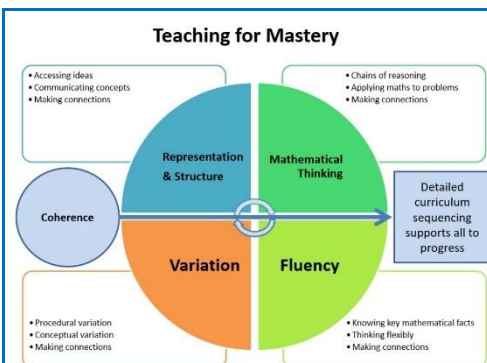 Teaching for Mastery
• Accessing ideas
• Communicating concepts
• Making connections
• Chains of reasoning
• Applying maths to problems
• Making connections
Representation
& Structure
Mathematical
Thinking
Coherence
Detailed
curriculum
sequencing
supports all to
progress
Variation
Fluency
• Procedural variation
• Conceptual variation
• Making connections
• Knowing key mathematical facts
• Thinking flexibly
• Making connections